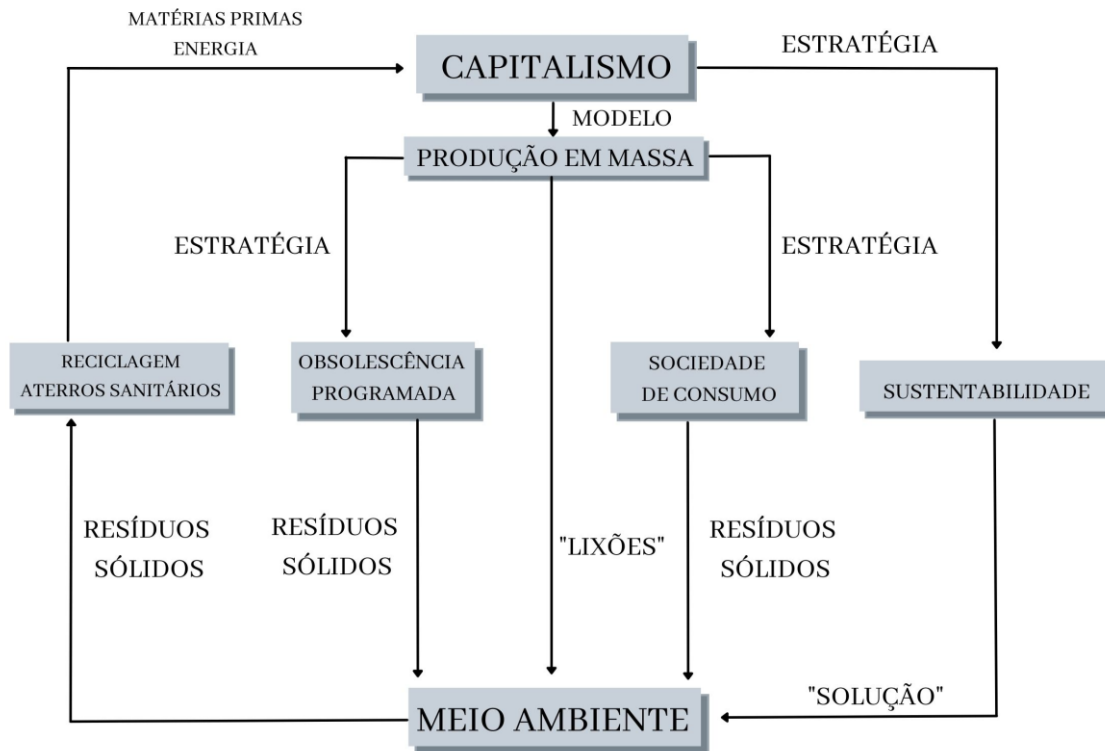 MATÉRIAS PRIMAS
ENERGIA
ESTRATÉGIA
CAPITALISMO
MODELO
PRODUÇÃO EM MASSA
ESTRATÉGIA
ESTRATÉGIA
RECICLAGEM
ATERROS SANITÁRIOS
OBSOLESCÊNCIA
PROGRAMADA
SOCIEDADE
DE CONSUMO
SUSTENTABILIDADE
RESÍDUOS
SÓLIDOS
RESÍDUOS
SÓLIDOS
"LIXÕES"
RESÍDUOS
SÓLIDOS
"SOLUÇÃO"
MEIO AMBIENTE